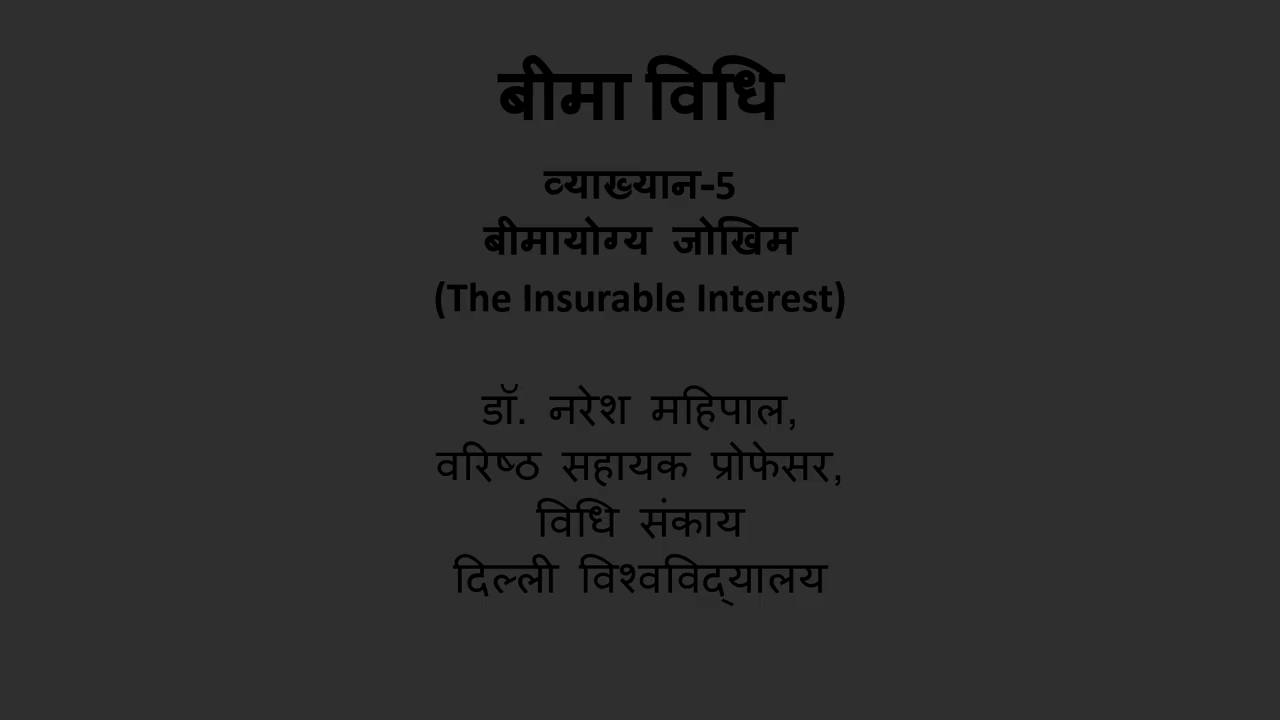 बीमा विधि
व्याख्यान-5
बीमायोग्य जोखिम
(The Insurable Interest)
डॉ. नरेश महिपाल,
वरिष्ठ सहायक प्रोफेसर,
विधि संकाय
दिल्ली विश्वविद्यालय